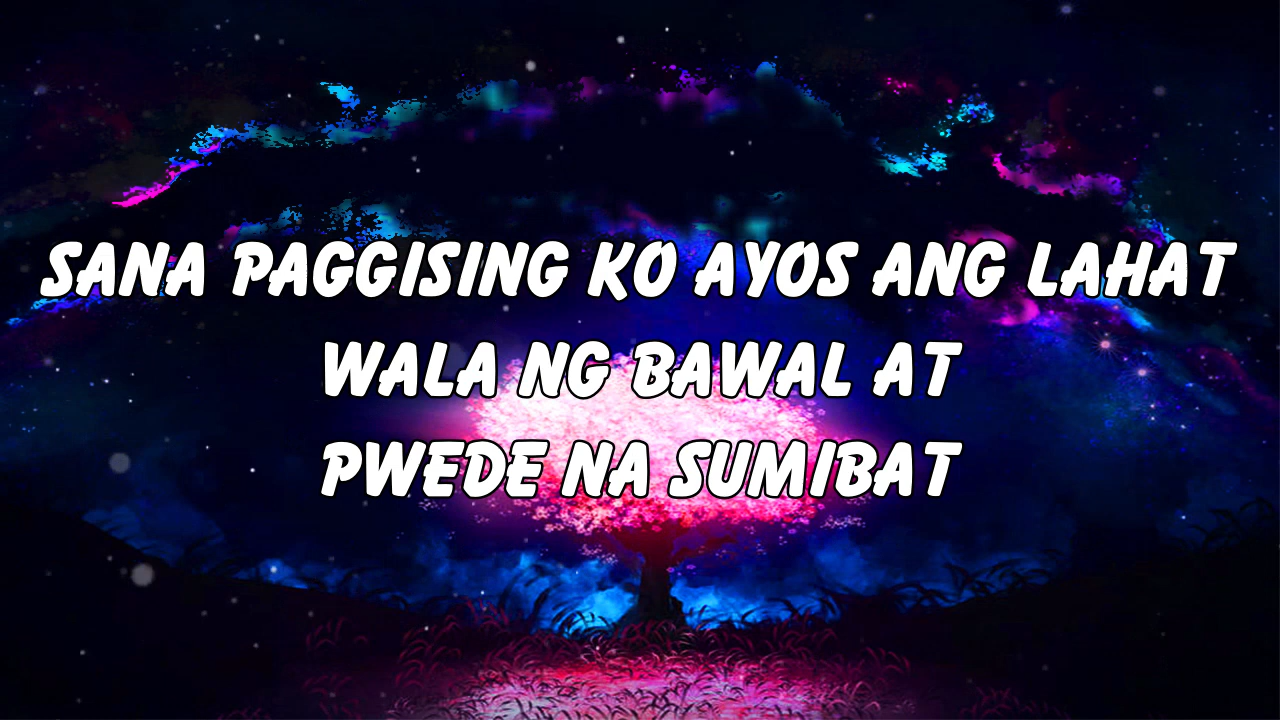 SANA PAGGISING KO AYOS ANG LAHAT
WALA NG BAWAL AT
PWEDE NA SUMIBAT